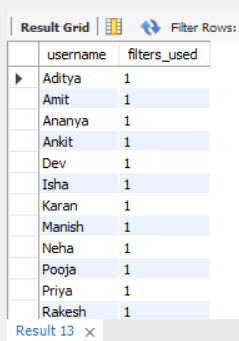 Result Grid Filter Rows:
username filters_used
Aditya 1
Amit 1
Ananya 1
Ankit 1
Dev 1
Isha 1
Karan 1
Manish 1
Neha 1
Pooja 1
Priya 1
Rakesh 1
Result 13 ×